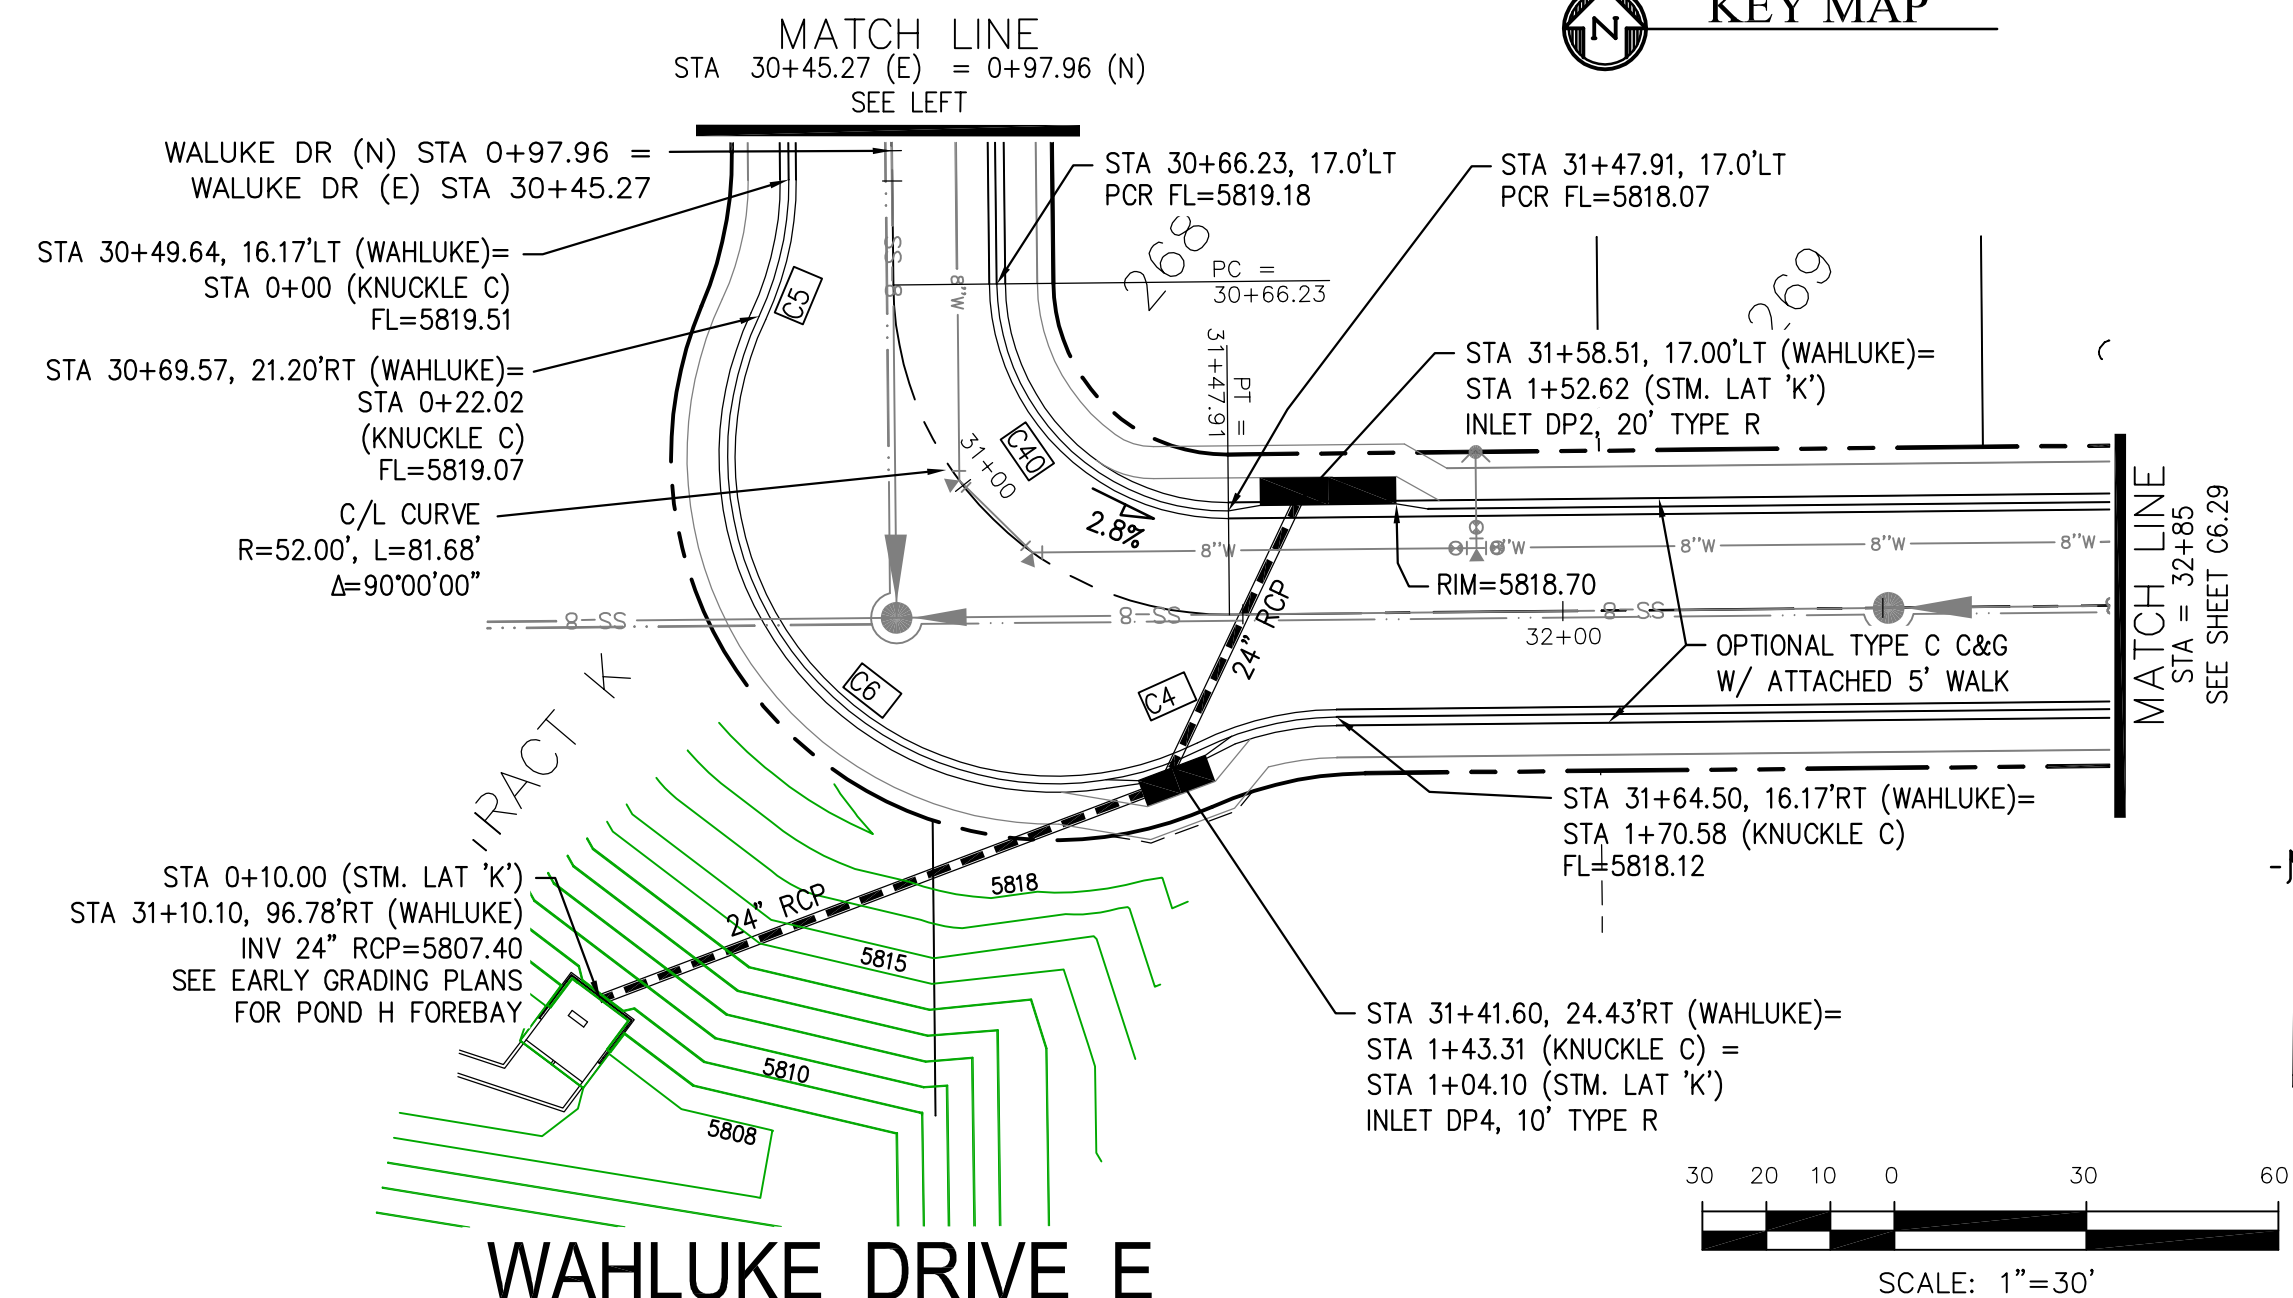 KEY MAP
N
MATCH LINE
STA 30+45.27 (E) = 0+97.96 (N)
SEE LEFT
WALUKE DR (N) STA 0+97.96 =
WALUKE DR (E) STA 30+45.27
STA 30+49.64, 16.17'LT (WAHLUKE)=
STA 0+00 (KNUCKLE C)
FL=5819.51
STA 30+69.57, 21.20'RT (WAHLUKE)=
STA 0+22.02
(KNUCKLE C)
FL=5819.07
C/L CURVE
R=52.00', L=81.68'
Δ=90°00'00"
STA 30+66.23, 17.0'LT
PCR FL=5819.18
STA 31+47.91, 17.0'LT
PCR FL=5818.07
268
PC =
30+66.23
269
PT =
31+47.91
STA 31+58.51, 17.00'LT (WAHLUKE)=
STA 1+52.62 (STM. LAT 'K')
INLET DP2, 20' TYPE R
C5
C40
C6
C4
SS
8
8"W
31+00
2.8%
8"W
8"W
8"W
8"W
8"W
RIM=5818.70
24" RCP
8-SS
8-SS
8-SS
32+00
OPTIONAL TYPE C C&G
W/ ATTACHED 5' WALK
MATCH LINE
STA = 32+85
SEE SHEET C6.29
TRACT K
STA 31+64.50, 16.17'RT (WAHLUKE)=
STA 1+70.58 (KNUCKLE C)
FL=5818.12
STA 0+10.00 (STM. LAT 'K')
STA 31+10.10, 96.78'RT (WAHLUKE)
INV 24" RCP=5807.40
SEE EARLY GRADING PLANS
FOR POND H FOREBAY
24" RCP
5818
5815
5810
5808
STA 31+41.60, 24.43'RT (WAHLUKE)=
STA 1+43.31 (KNUCKLE C) =
STA 1+04.10 (STM. LAT 'K')
INLET DP4, 10' TYPE R
30 20 10 0 30 60
SCALE: 1"=30'
WAHLUKE DRIVE E